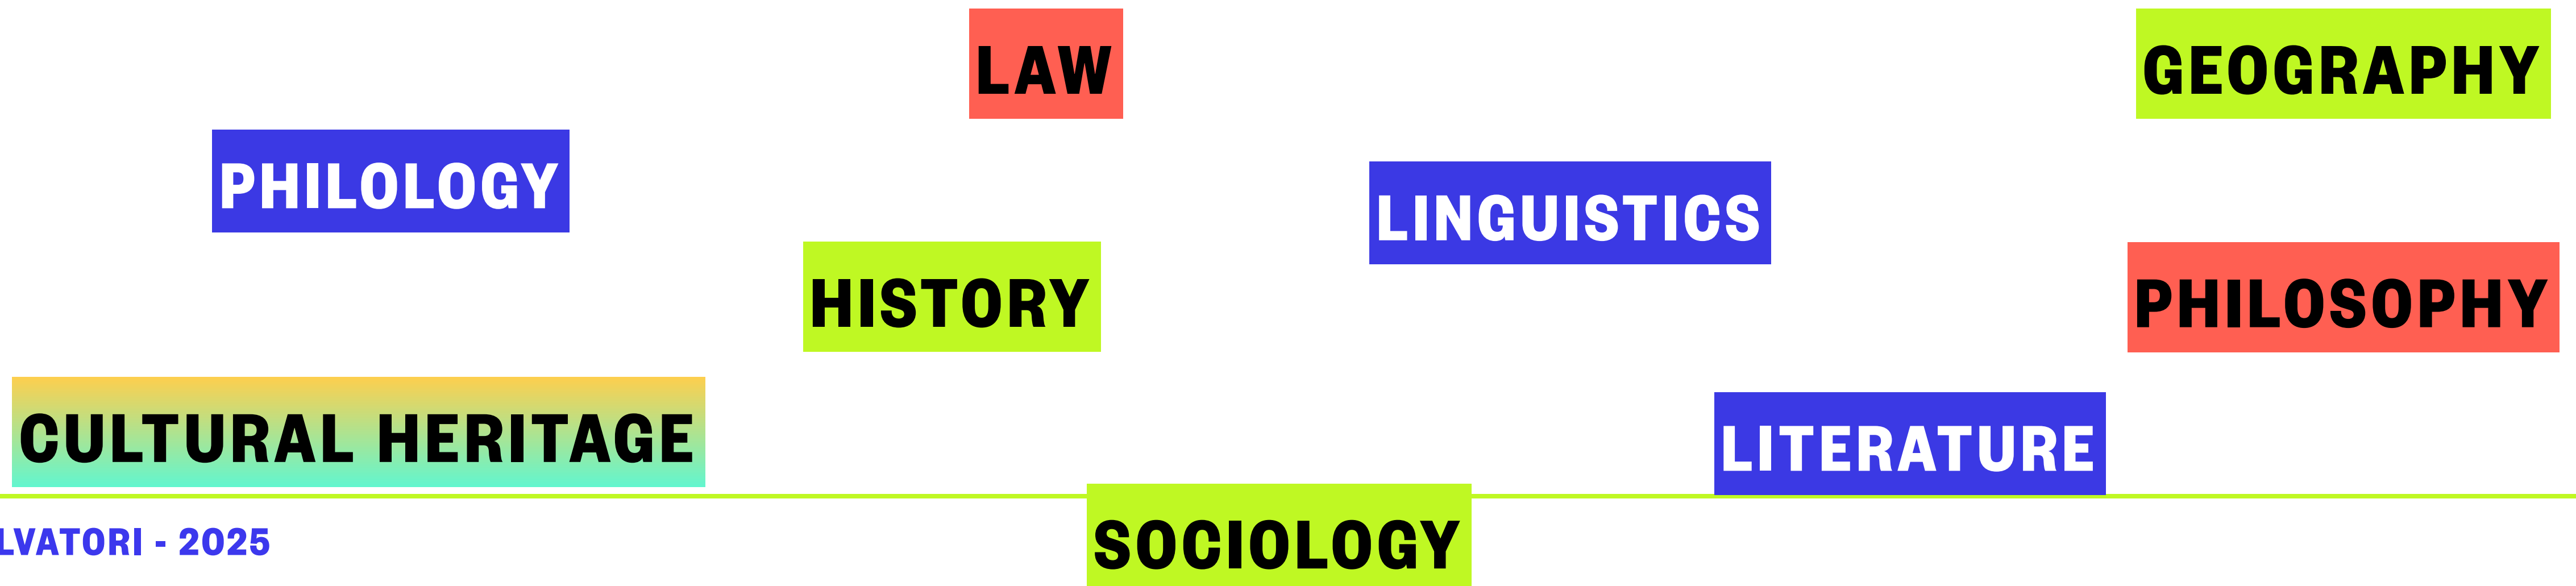 LAW
GEOGRAPHY
PHILOLOGY
LINGUISTICS
HISTORY
PHILOSOPHY
CULTURAL HERITAGE
LITERATURE
SOCIOLOGY
LVATORI - 2025